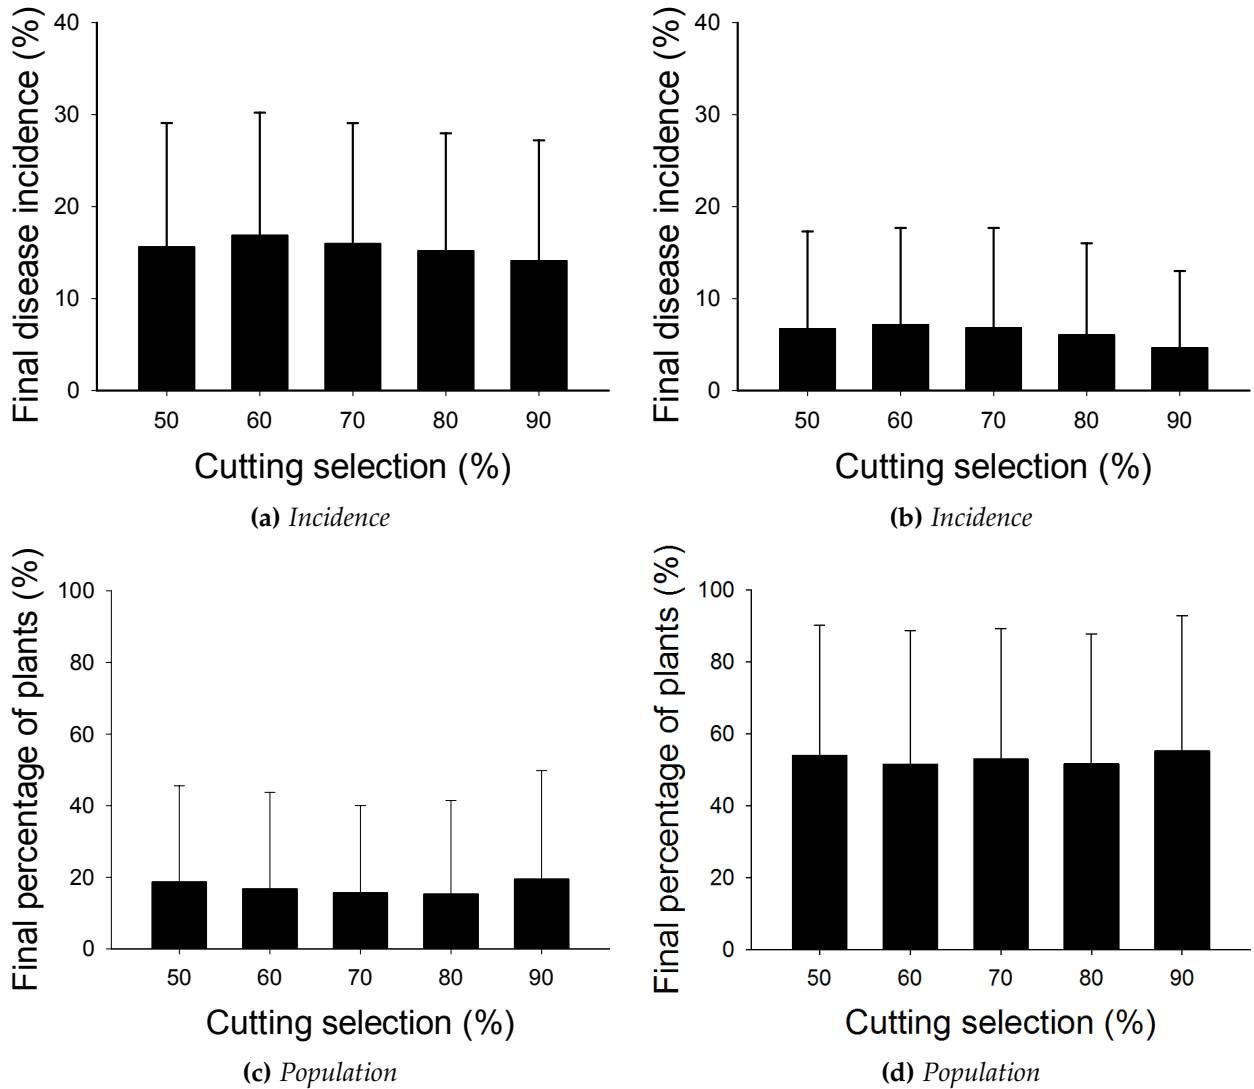 Final disease incidence (%)
40
30
20
10
0
50 60 70 80 90
Cutting selection (%)
(a) Incidence
Final disease incidence (%)
40
30
20
10
0
50 60 70 80 90
Cutting selection (%)
(b) Incidence
Final percentage of plants (%)
100
80
60
40
20
0
50 60 70 80 90
Cutting selection (%)
(c) Population
Final percentage of plants (%)
100
80
60
40
20
0
50 60 70 80 90
Cutting selection (%)
(d) Population